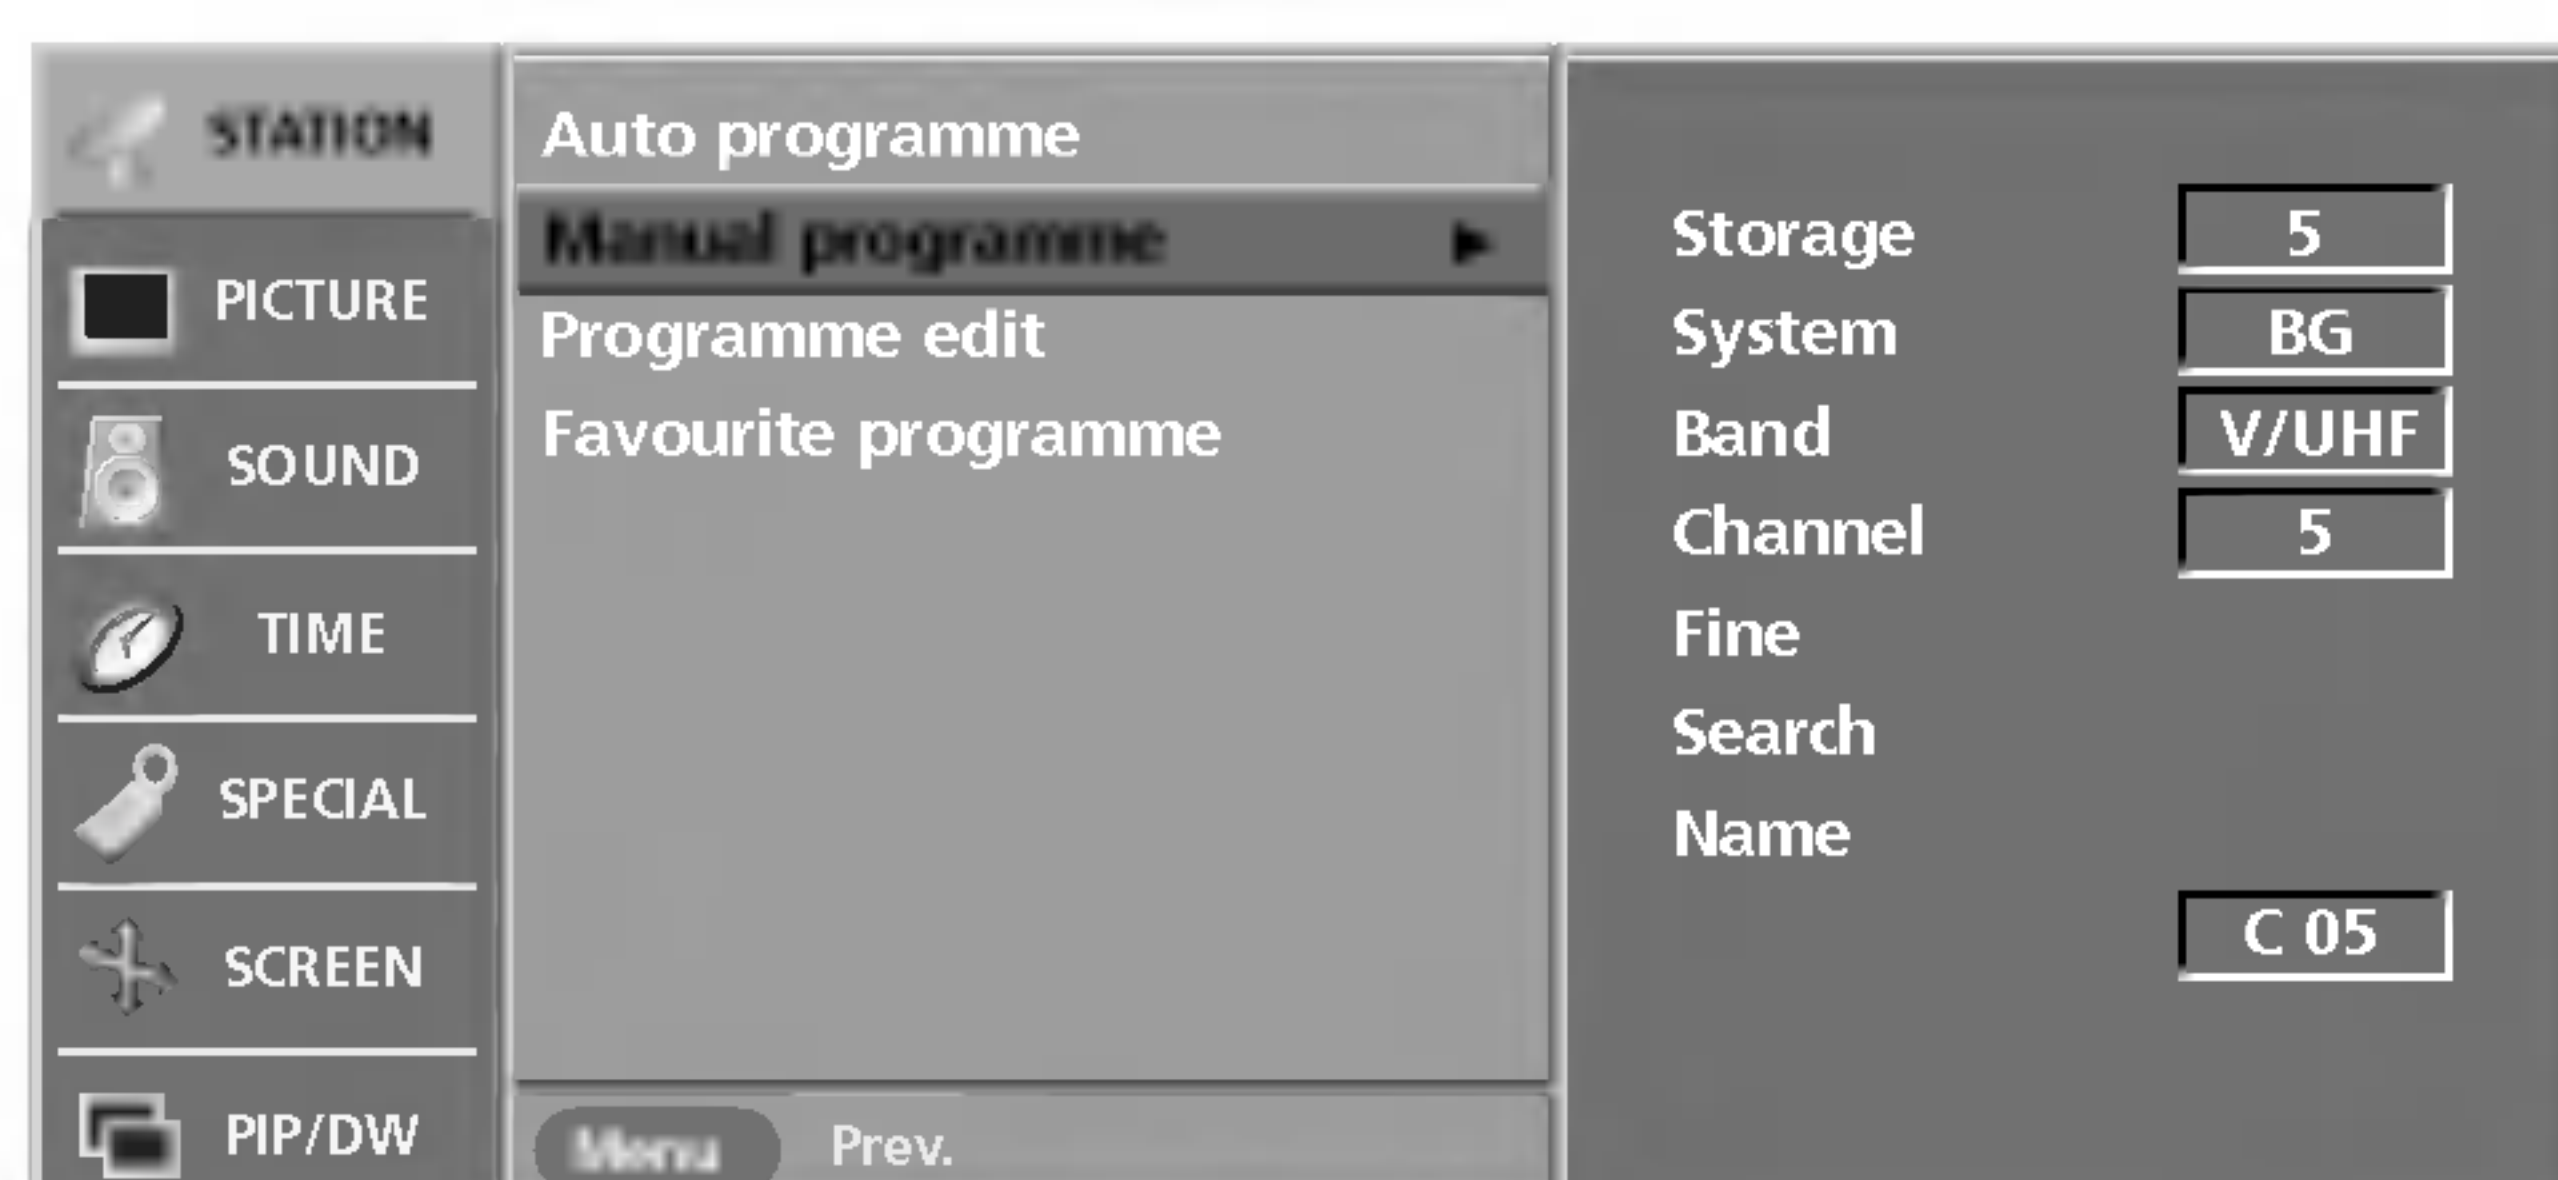 STATION
PICTURE
SOUND
TIME
SPECIAL
SCREEN
PIP/DW
Auto programme
Manual programme ►
Programme edit
Favourite programme
Menu Prev.
Storage 5
System BG
Band V/UHF
Channel 5
Fine
Search
Name
C 05